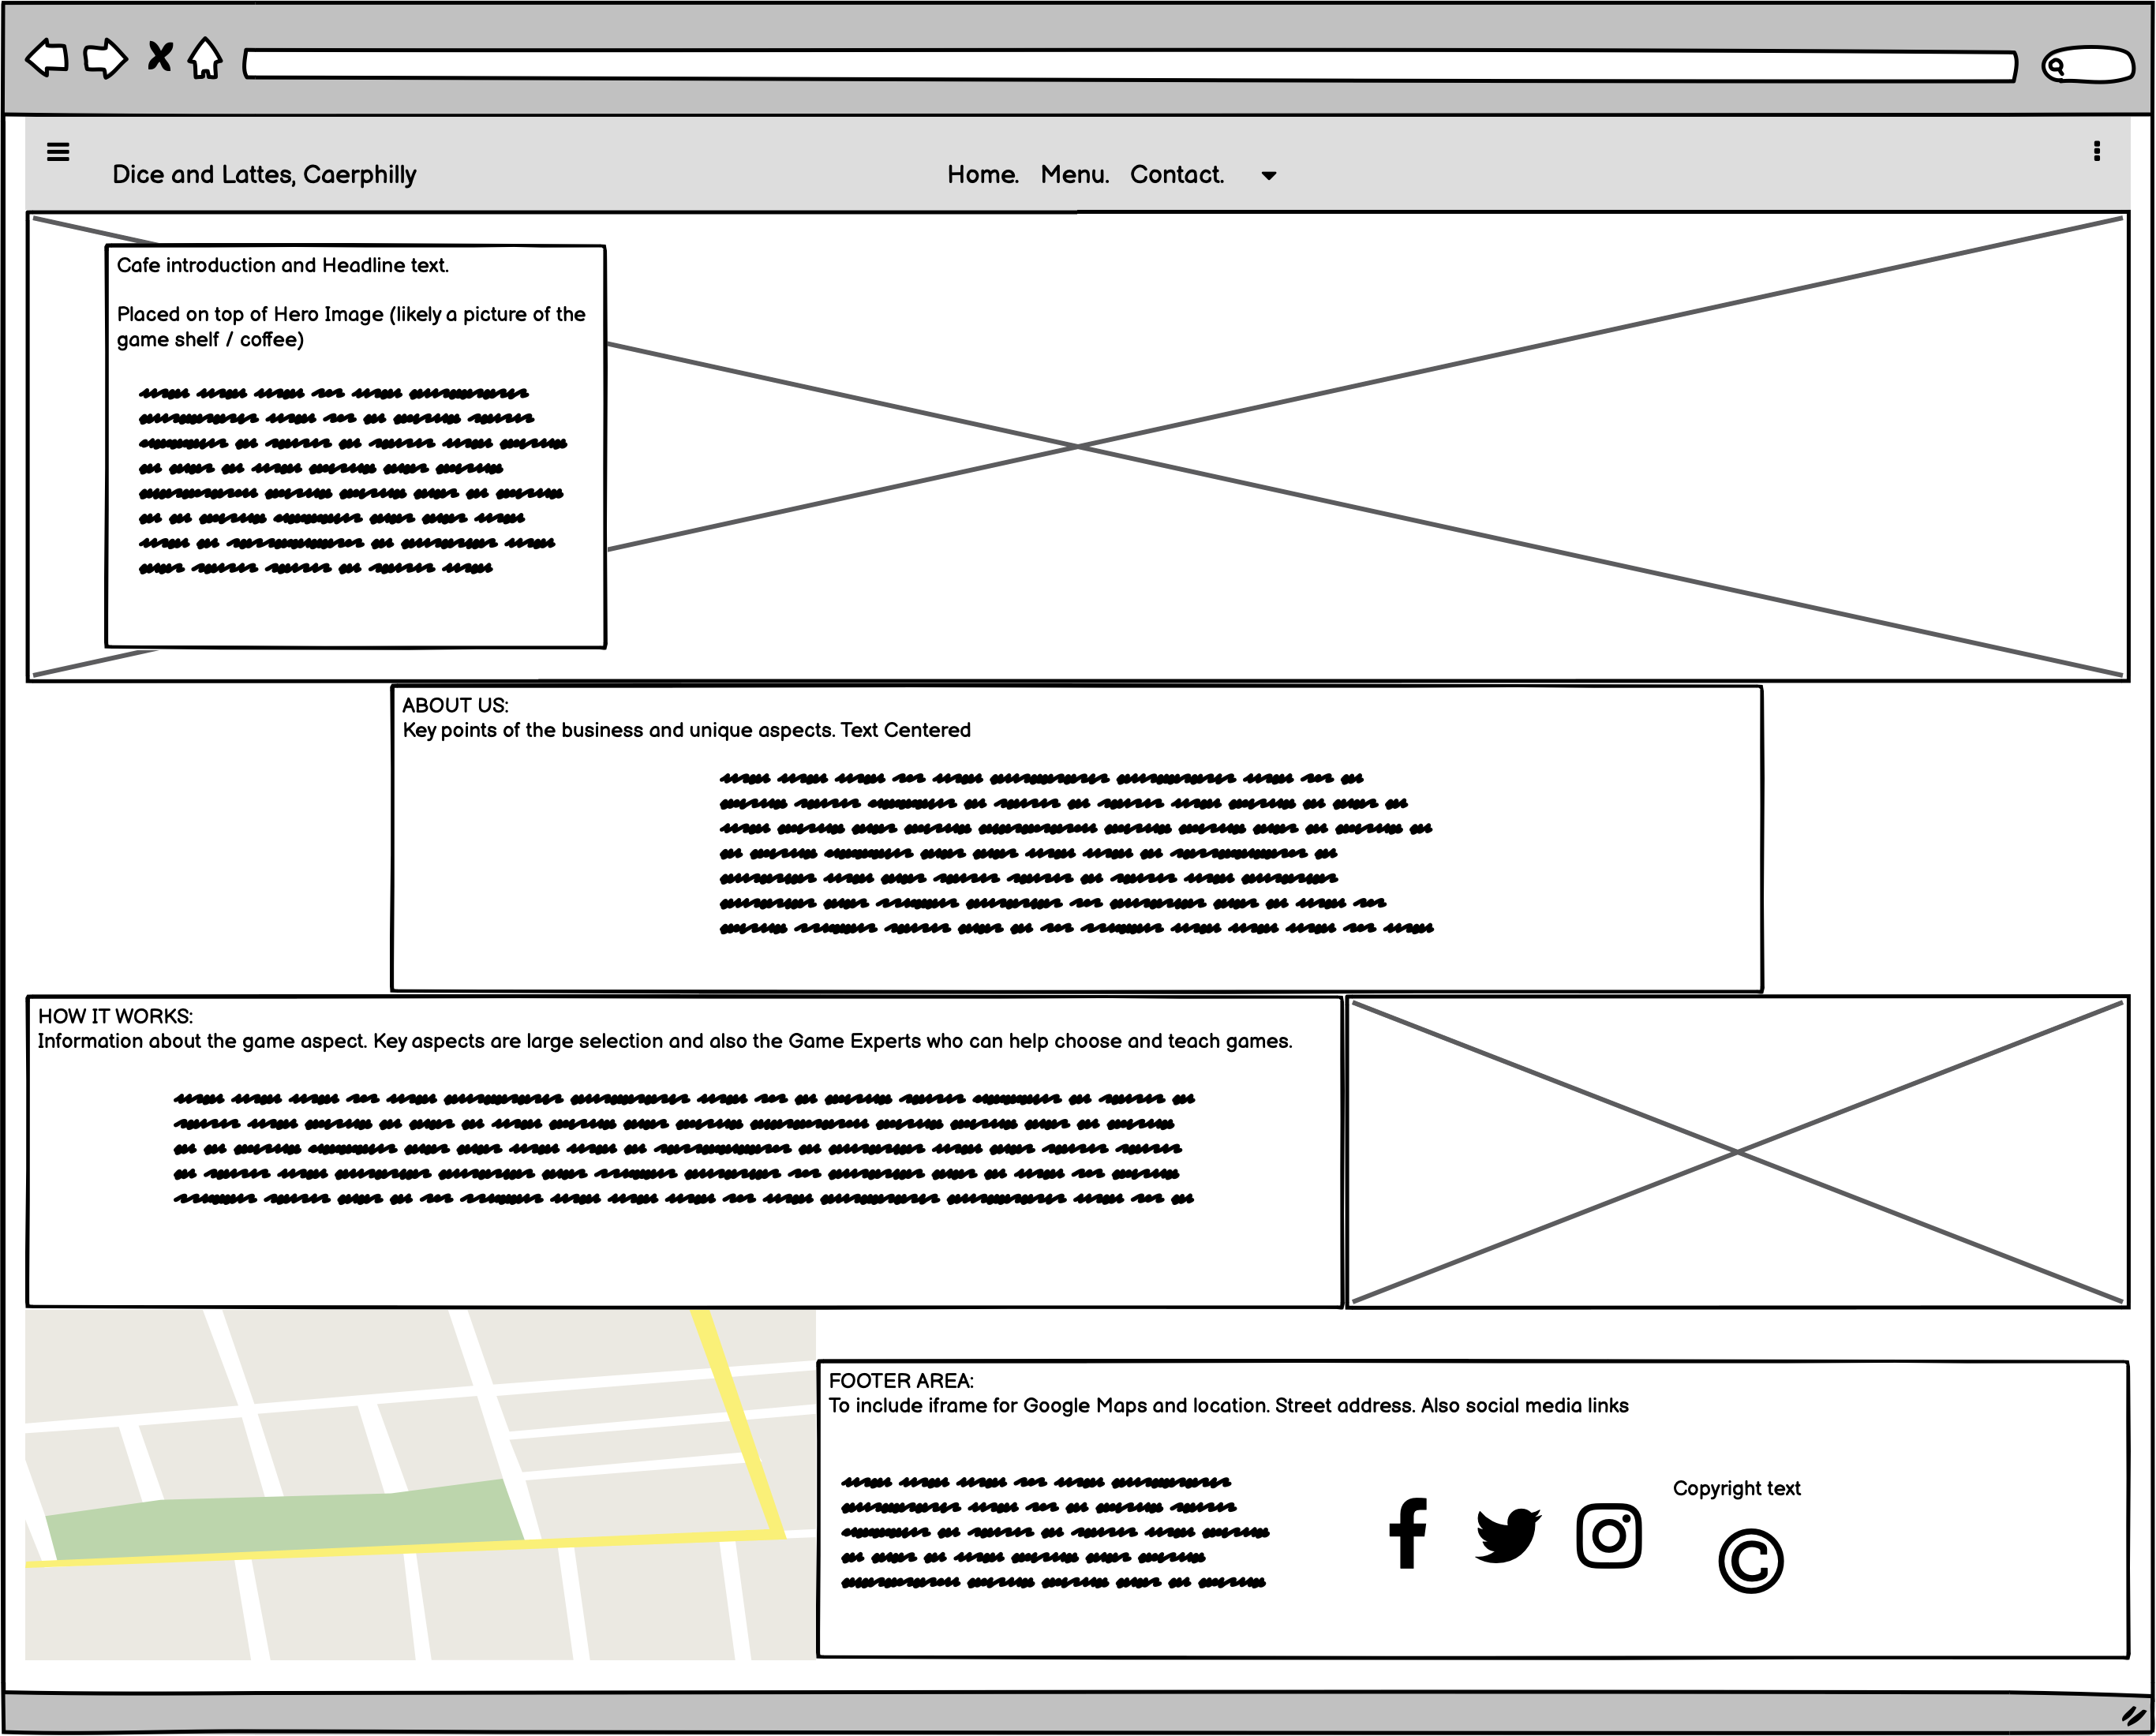 Dice and Lattes, Caerphilly
Home. Menu. Contact.
Cafe introduction and Headline text.
Placed on top of Hero Image (likely a picture of the
game shelf / coffee)
ABOUT US:
Key points of the business and unique aspects. Text Centered
HOW IT WORKS:
Information about the game aspect. Key aspects are large selection and also the Game Experts who can help choose and teach games.
FOOTER AREA:
To include iframe for Google Maps and location. Street address. Also social media links
Copyright text
©